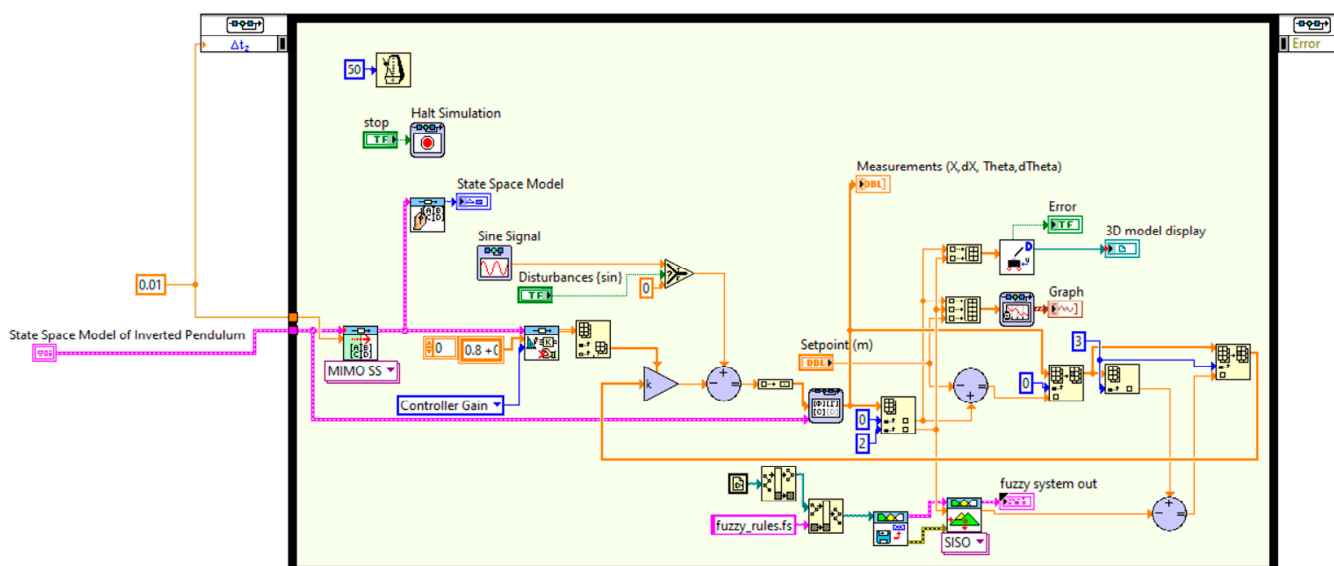 Δt₂
Error
50
Halt Simulation
stop
TF
Measurements (X,dX, Theta,dTheta)
DBL]
State Space Model
Error
TF
Sine Signal
3D model display
Disturbances {sin}
TF
0
0.01
Graph
State Space Model of Inverted Pendulum
0
0.8 +0
Setpoint (m)
DBL
3
MIMO SS
k
0
Controller Gain
0
2
fuzzy system out
fuzzy_rules.fs
SISO